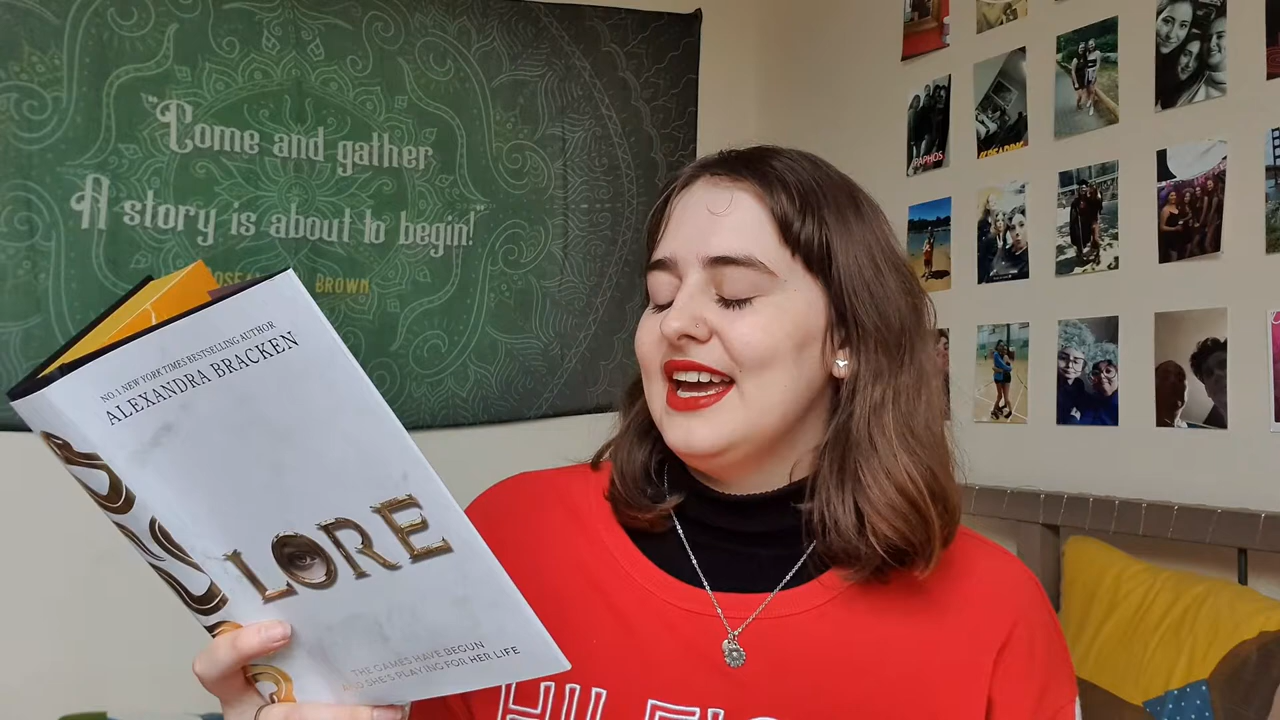 "Come and gather,
A story is about to begin!"
BROWN
NO.1 NEW YORK TIMES BESTSELLING AUTHOR
ALEXANDRA BRACKEN
LORE
THE GAMES HAVE BEGUN
AND SHE'S PLAYING FOR HER LIFE
PAPHOS